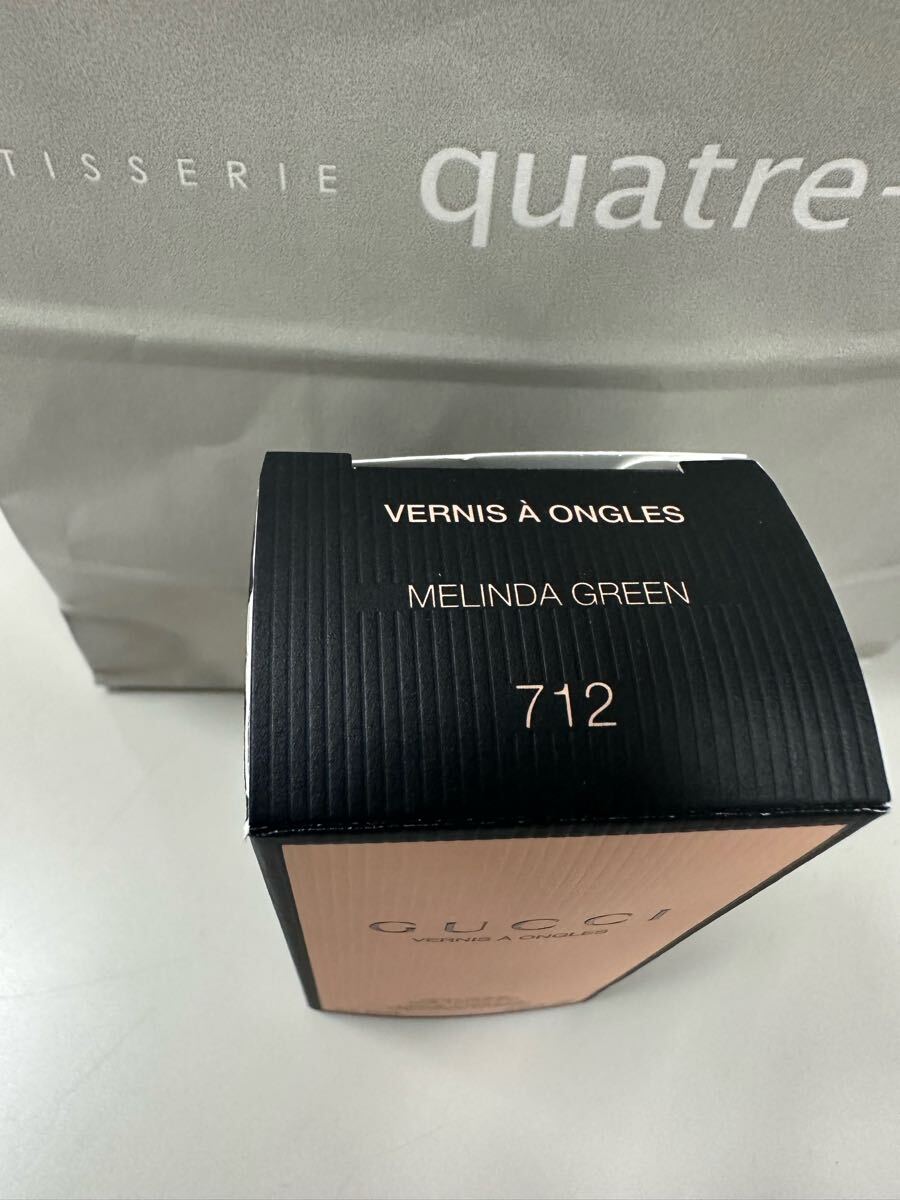 TISSERIE quatre-
VERNIS À ONGLES
MELINDA GREEN
712
GUCCI
VERNIS À ONGLES